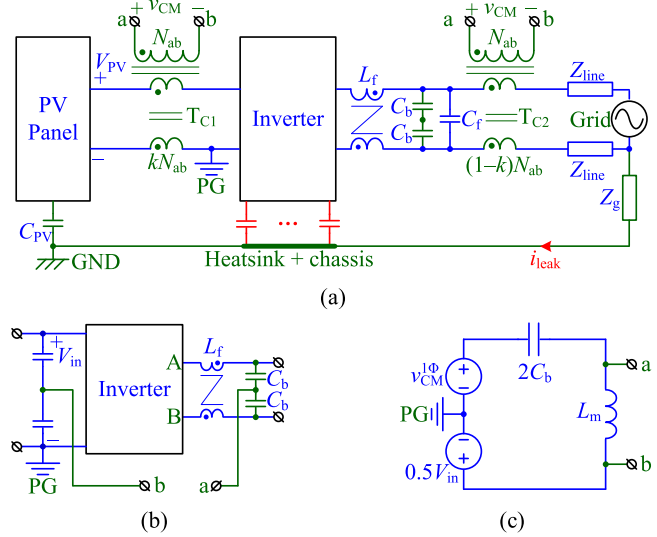 a + vCM − b
Nab
a + vCM − b
Nab
VPV
+
PV
Panel
−
TC1
kNab
PG
Inverter
Lf
Cb
Cb
Cf
TC2
(1–k)Nab
Zline
Grid
Zline
Zg
CPV
GND
...
Heatsink + chassis
ileak
(a)
+
Vin
−
PG
Inverter
A
B
Lf
Cb
Cb
b
a
(b)
vCM1Φ
+
−
PG
+
−
0.5Vin
2Cb
Lm
a
b
(c)